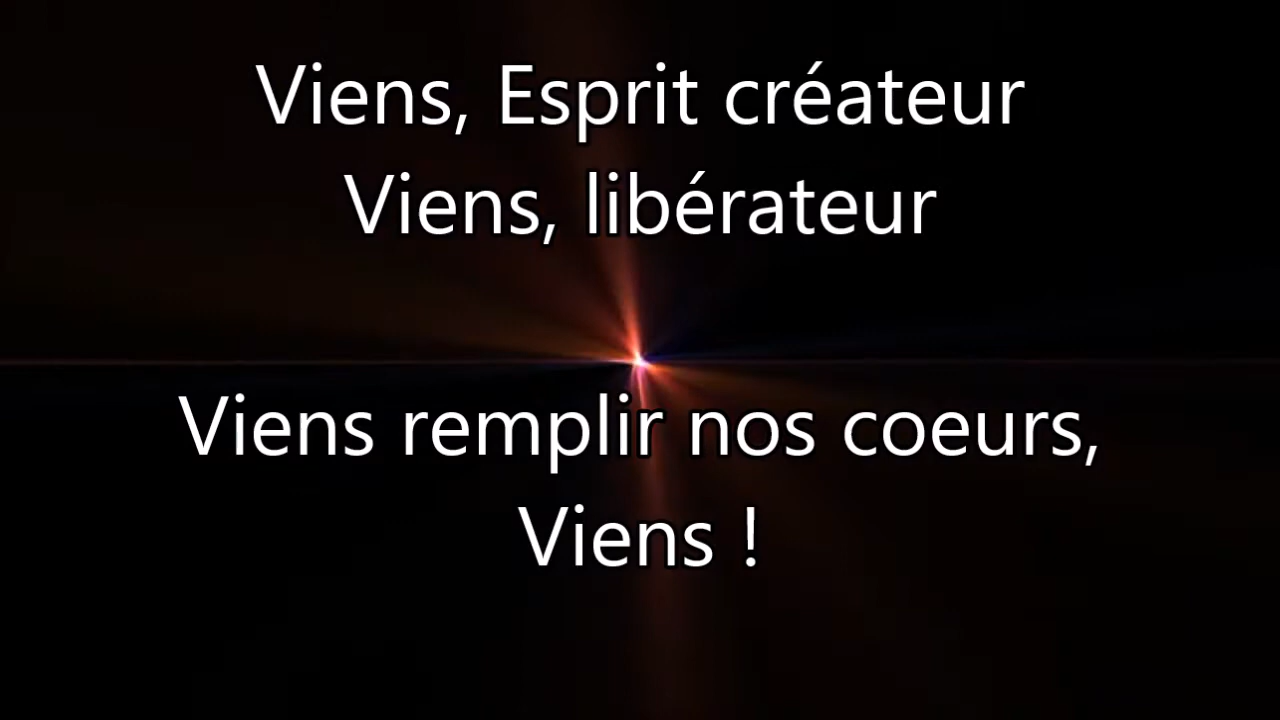 Viens, Esprit créateur
Viens, libérateur
Viens remplir nos coeurs,
Viens !